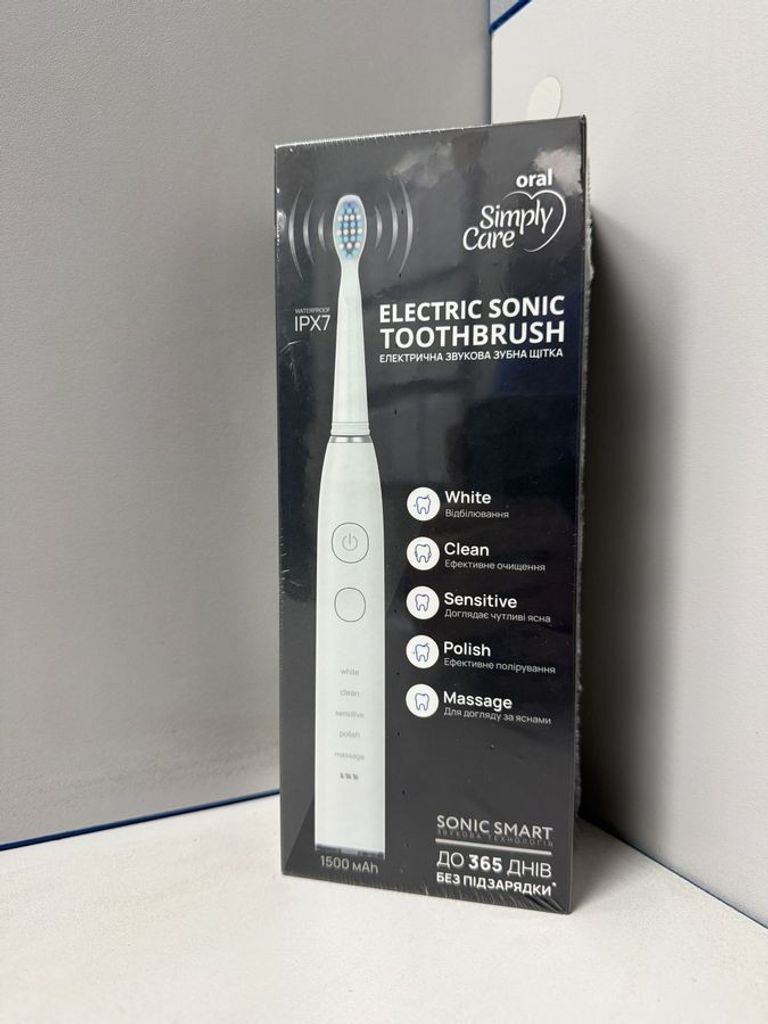 oral
Simply
Care
WATERPROOF
IPX7
ELECTRIC SONIC
TOOTHBRUSH
ЕЛЕКТРИЧНА ЗВУКОВА ЗУБНА ЩІТКА
White
Відбілювання
Clean
Ефективне очищення
Sensitive
Доглядає чутливі ясна
Polish
Ефективне полірування
Massage
Для догляду за яснами
white
clean
sensitive
polish
massage
1500 мАh
SONIC SMART
ЗВУКОВА ТЕХНОЛОГІЯ
ДО 365 ДНІВ
БЕЗ ПІДЗАРЯДКИ*